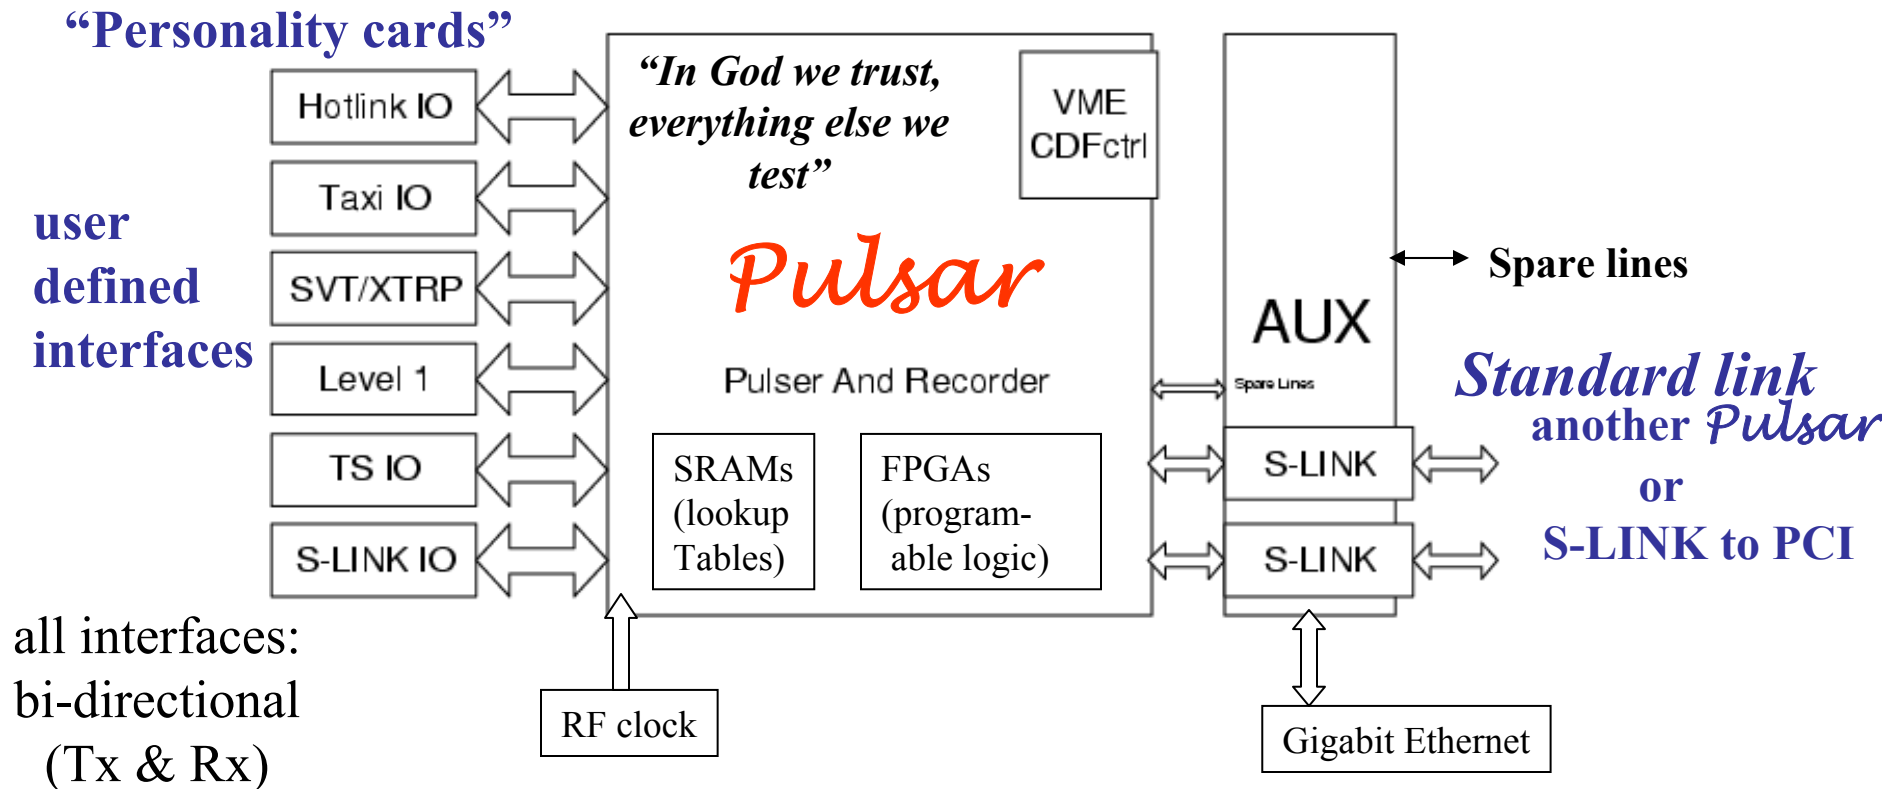 “Personality cards”
Hotlink IO
Taxi IO
SVT/XTRP
Level 1
TS IO
S-LINK IO
user
defined
interfaces
all interfaces:
bi-directional
(Tx & Rx)
“In God we trust,
everything else we
test”
VME
CDFctrl
Pulsar
Pulser And Recorder
SRAMs
(lookup
Tables)
FPGAs
(program-
able logic)
RF clock
AUX
Spare Lines
S-LINK
S-LINK
Gigabit Ethernet
Spare lines
Standard link
another Pulsar
or
S-LINK to PCI